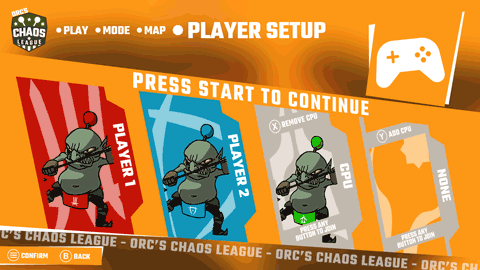 ORC'S
CHAOS
LEAGUE
PLAY
MODE
MAP
PLAYER SETUP
PRESS START TO CONTINUE
PLAYER 1
PLAYER 2
X REMOVE CPU
CPU
PRESS ANY
BUTTON TO JOIN
Y ADD CPU
NONE
PRESS ANY
BUTTON TO JOIN
ORC'S CHAOS LEAGUE - ORC'S CHAOS LEAGUE - ORC'S CHAOS LEAGUE - ORC'S CHAOS
CONFIRM
B BACK